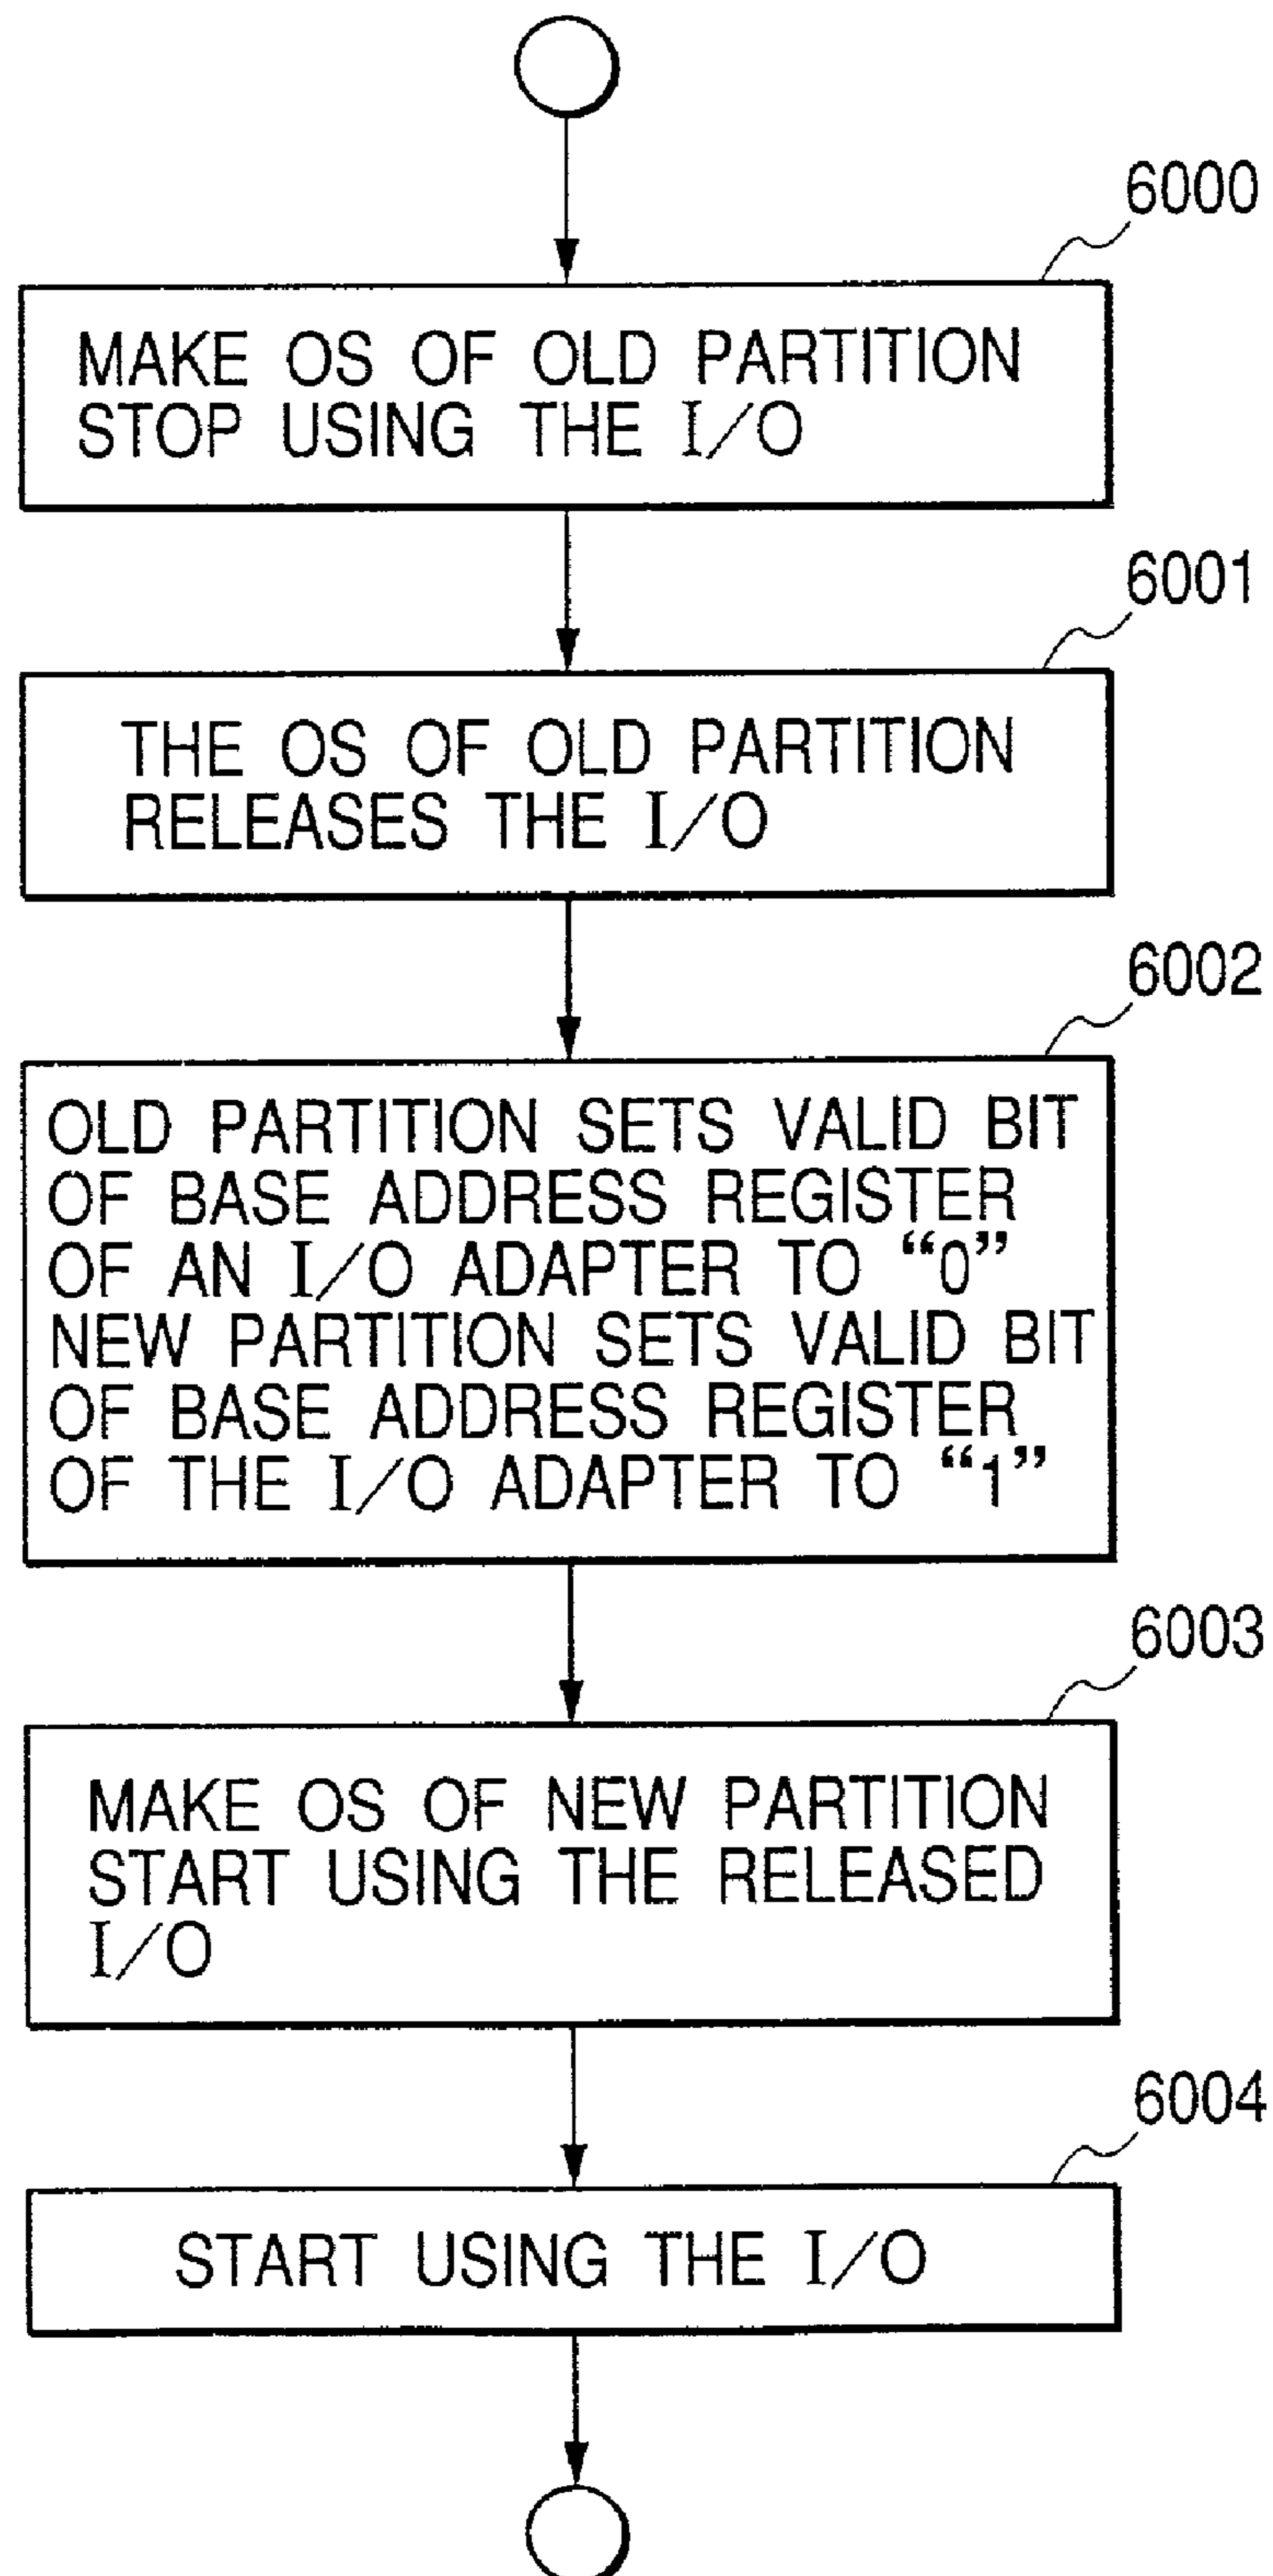 6000
MAKE OS OF OLD PARTITION
STOP USING THE I/O
6001
THE OS OF OLD PARTITION
RELEASES THE I/O
6002
OLD PARTITION SETS VALID BIT
OF BASE ADDRESS REGISTER
OF AN I/O ADAPTER TO “0”
NEW PARTITION SETS VALID BIT
OF BASE ADDRESS REGISTER
OF THE I/O ADAPTER TO “1”
6003
MAKE OS OF NEW PARTITION
START USING THE RELEASED
I/O
6004
START USING THE I/O